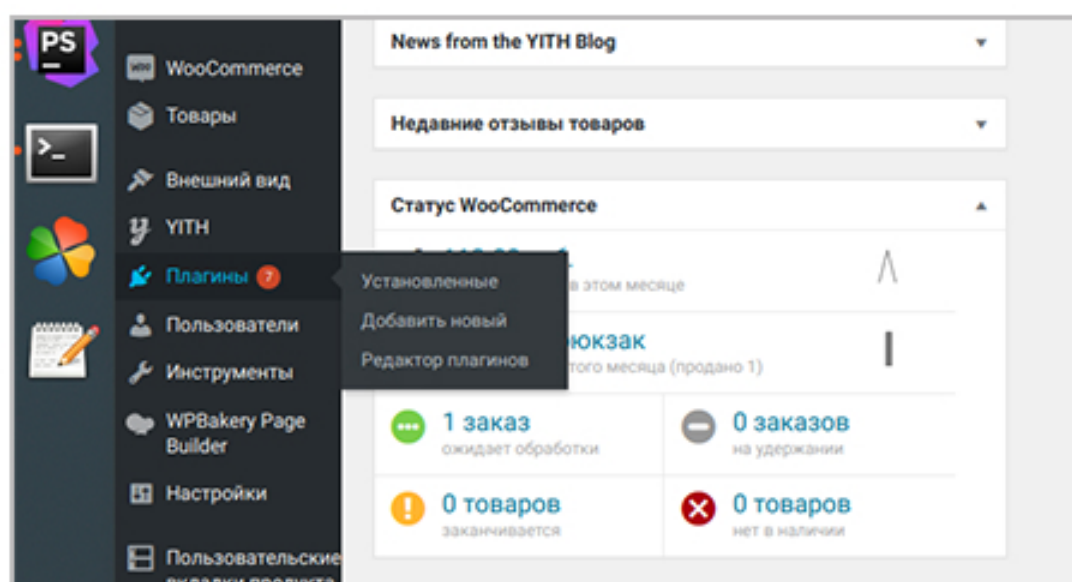 PS
News from the YITH Blog
WooCommerce
Товары
Недавние отзывы товаров
>_
Внешний вид
Статус WooCommerce
YITH
Плагины 7
Установленные
в этом месяце
Добавить новый
Пользователи
рюкзак
Редактор плагинов
того месяца (продано 1)
Инструменты
WPBakery Page
Builder
1 заказ
ожидает обработки
0 заказов
на удержании
Настройки
0 товаров
заканчивается
0 товаров
нет в наличии
Пользовательские
вкладки продукта